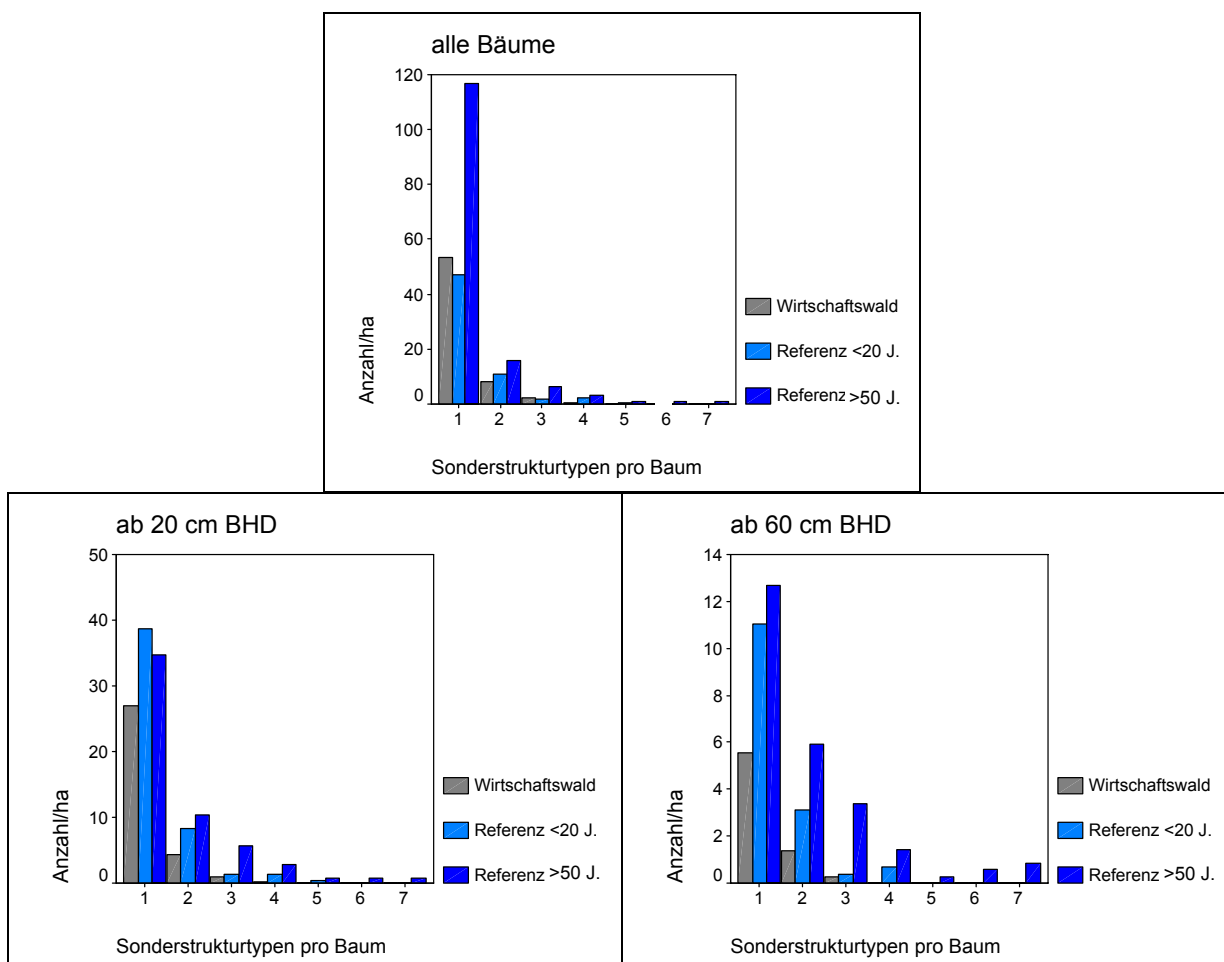 alle Bäume
120
100
80
60
40
20
0
Anzahl/ha
1 2 3 4 5 6 7
Sonderstrukturtypen pro Baum
Wirtschaftswald
Referenz <20 J.
Referenz >50 J.
ab 20 cm BHD
50
40
30
20
10
0
Anzahl/ha
1 2 3 4 5 6 7
Sonderstrukturtypen pro Baum
Wirtschaftswald
Referenz <20 J.
Referenz >50 J.
ab 60 cm BHD
14
12
10
8
6
4
2
0
Anzahl/ha
1 2 3 4 5 6 7
Sonderstrukturtypen pro Baum
Wirtschaftswald
Referenz <20 J.
Referenz >50 J.